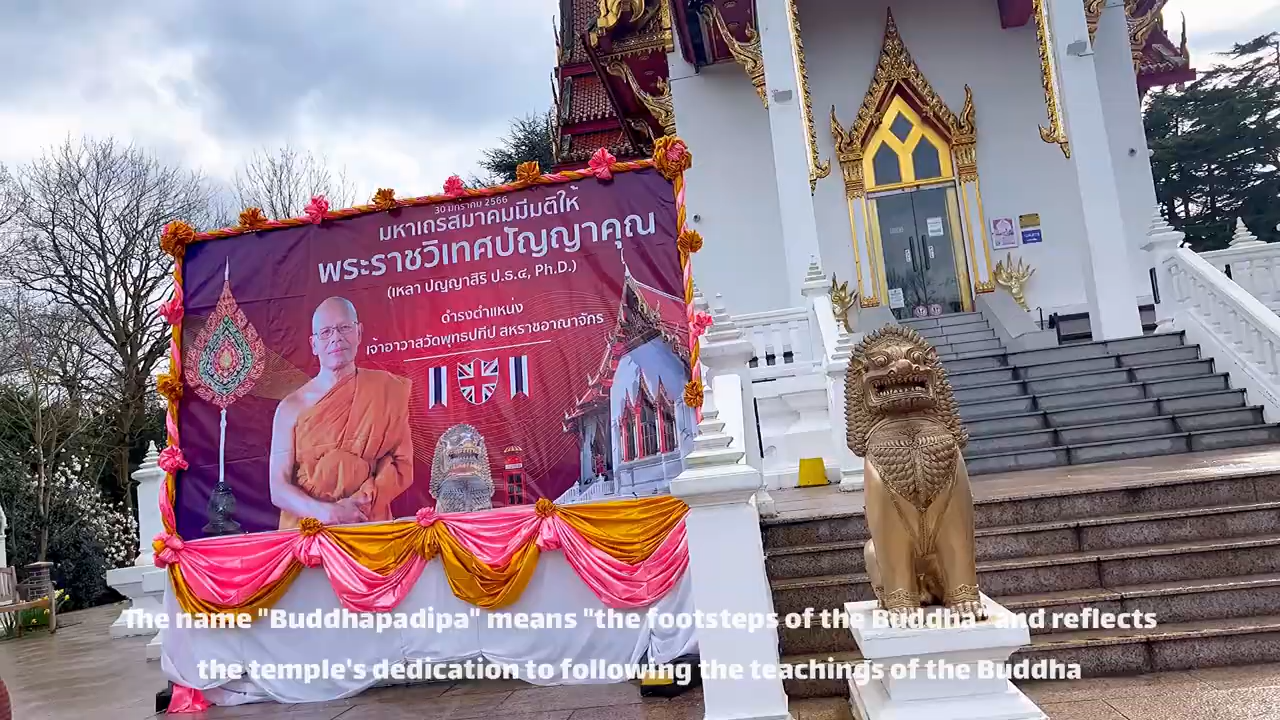 30 มกราคม 2566
มหาเถรสมาคมมีมติให้
พระราชวิเทศปัญญาคุณ
(เหลา ปญฺญาสิริ ป.ธ.๔, Ph.D.)
ดำรงตำแหน่ง
เจ้าอาวาสวัดพุทธปทีป สหราชอาณาจักร
The name "Buddhapadipa" means "the footsteps of the Buddha" and reflects
the temple's dedication to following the teachings of the Buddha